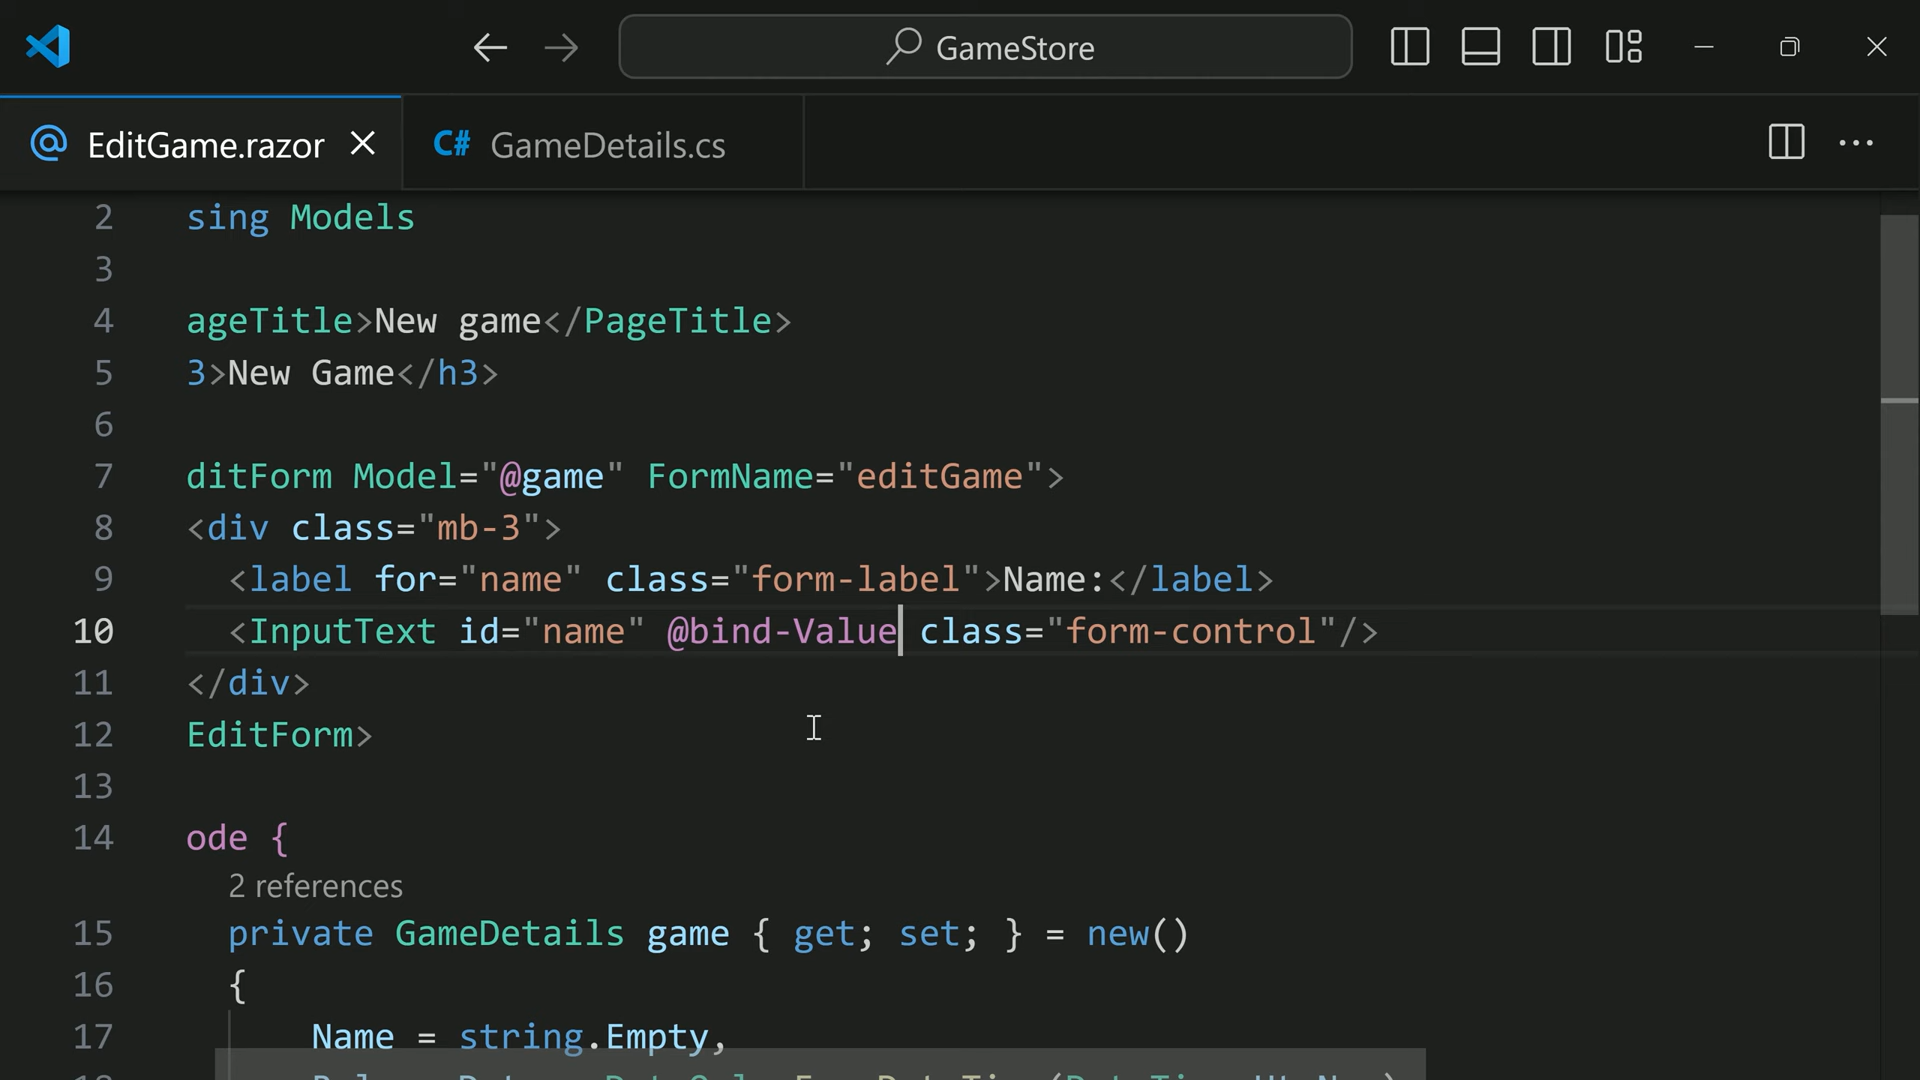 GameStore
EditGame.razor
C# GameDetails.cs
2 sing Models
3
4 ageTitle>New game</PageTitle>
5 3>New Game</h3>
6
7 ditForm Model="@game" FormName="editGame">
8 <div class="mb-3">
9 <label for="name" class="form-label">Name:</label>
10 <InputText id="name" @bind-Value class="form-control"/>
11 </div>
12 EditForm>
13
14 ode {
2 references
15 private GameDetails game { get; set; } = new()
16 {
17 Name = string.Empty,